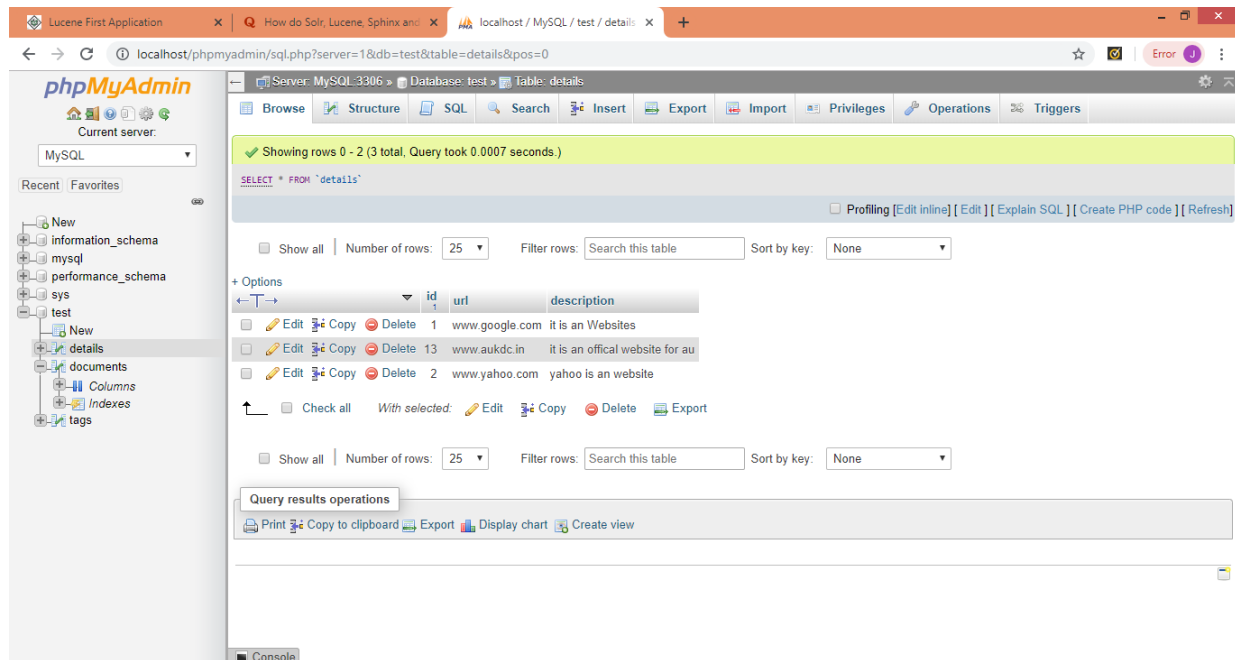 Lucene First Application
Q How do Solr, Lucene, Sphinx and
localhost / MySQL / test / details
localhost/phpmyadmin/sql.php?server=1&db=test&table=details&pos=0
Error J
phpMyAdmin
Current server:
MySQL
Recent Favorites
New
information_schema
mysql
performance_schema
sys
test
New
details
documents
Columns
Indexes
tags
Server: MySQL:3306 » Database: test » Table: details
Browse Structure SQL Search Insert Export Import Privileges Operations Triggers
Showing rows 0 - 2 (3 total, Query took 0.0007 seconds.)
SELECT * FROM `details`
Profiling [Edit inline] [ Edit ] [ Explain SQL ] [ Create PHP code ] [ Refresh]
Show all Number of rows: 25 Filter rows: Search this table Sort by key: None
+ Options
←T→ id 1 url description
Edit Copy Delete 1 www.google.com it is an Websites
Edit Copy Delete 13 www.aukdc.in it is an offical website for au
Edit Copy Delete 2 www.yahoo.com yahoo is an website
Check all With selected: Edit Copy Delete Export
Show all Number of rows: 25 Filter rows: Search this table Sort by key: None
Query results operations
Print Copy to clipboard Export Display chart Create view
Console